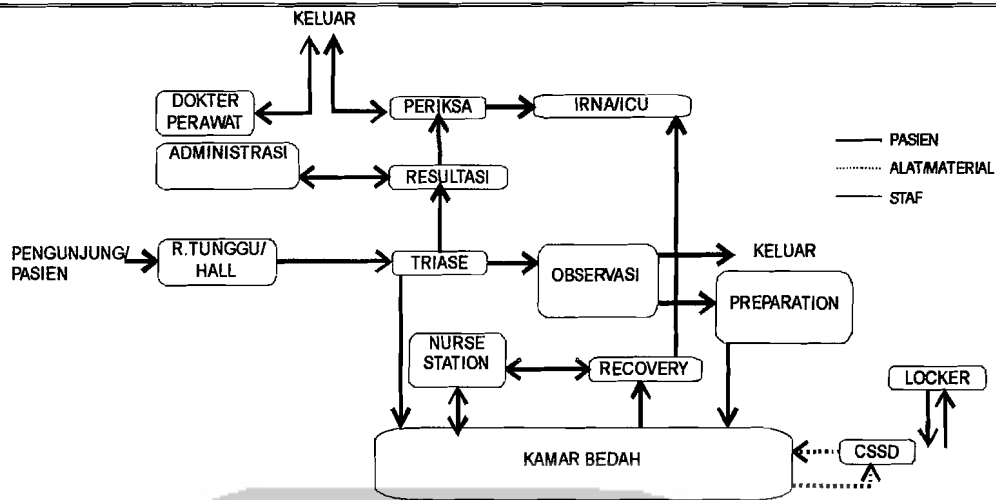 KELUAR
DOKTER
PERAWAT
PERIKSA
IRNA/ICU
ADMINISTRASI
RESULTASI
PASIEN
ALAT/MATERIAL
STAF
PENGUNJUNG/
PASIEN
R.TUNGGU/
HALL
TRIASE
OBSERVASI
KELUAR
PREPARATION
NURSE
STATION
RECOVERY
LOCKER
KAMAR BEDAH
CSSD